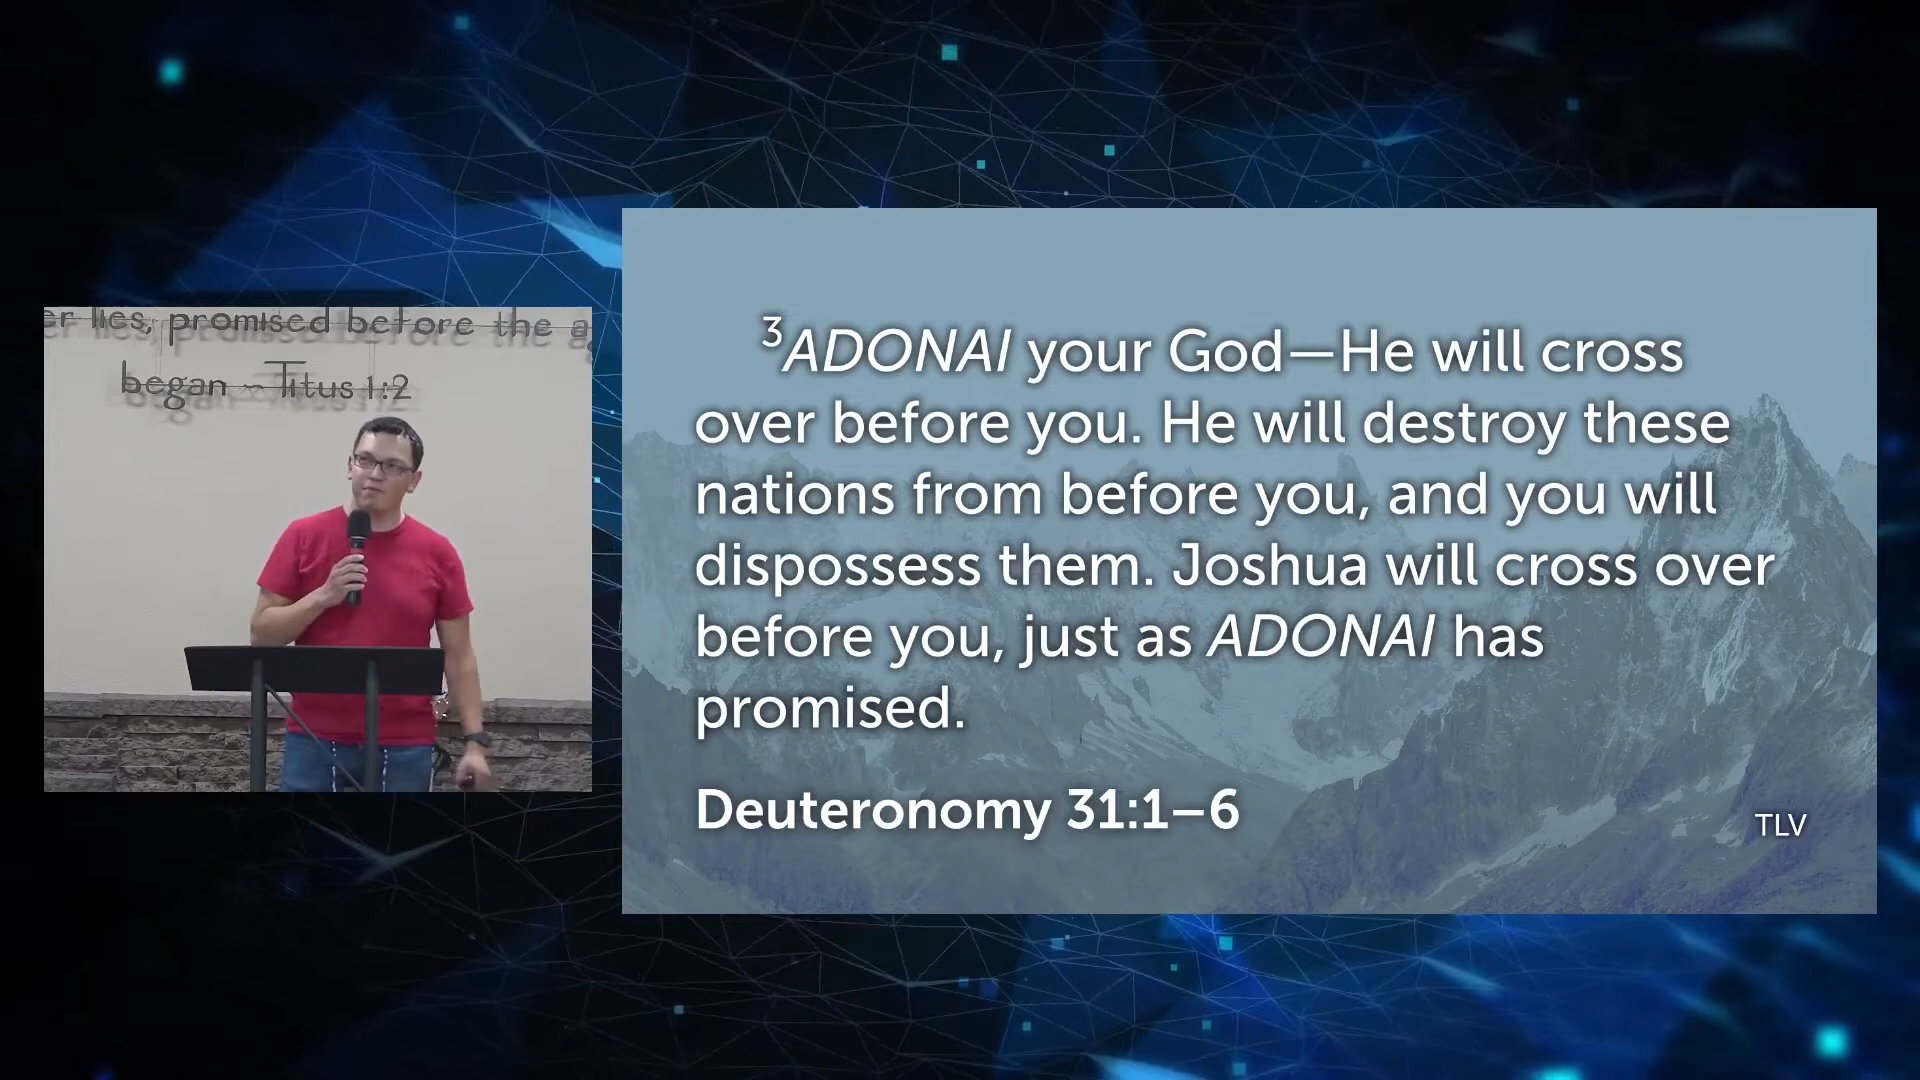 er lies, promised before the a
began ~ Titus 1:2
³ADONAI your God—He will cross
over before you. He will destroy these
nations from before you, and you will
dispossess them. Joshua will cross over
before you, just as ADONAI has
promised.
Deuteronomy 31:1–6
TLV